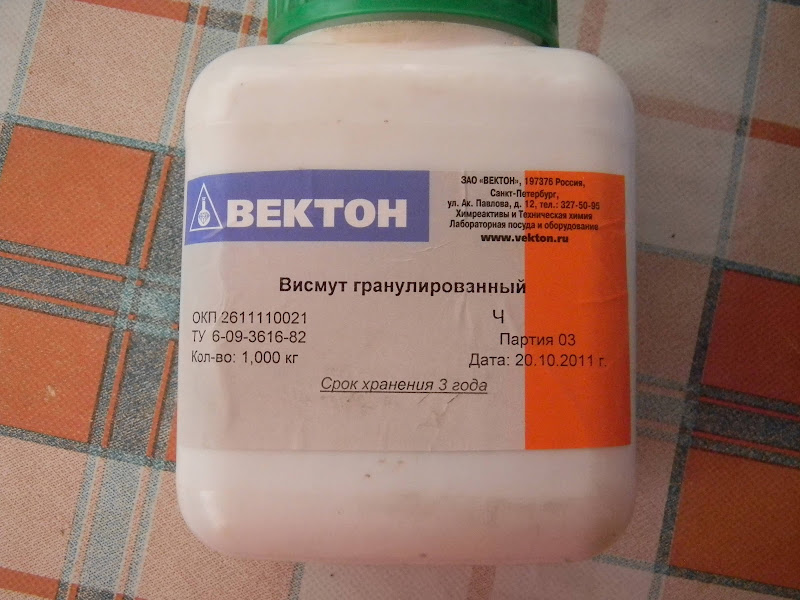 ВЕКТОН
ЗАО «ВЕКТОН», 197376 Россия,
Санкт-Петербург,
ул. Ак. Павлова, д. 12, тел.: 327-50-95
Химреактивы и Техническая химия
Лабораторная посуда и оборудование
www.vekton.ru
Висмут гранулированный
ОКП 2611110021
Ч
ТУ 6-09-3616-82
Партия 03
Кол-во: 1,000 кг
Дата: 20.10.2011 г.
Срок хранения 3 года